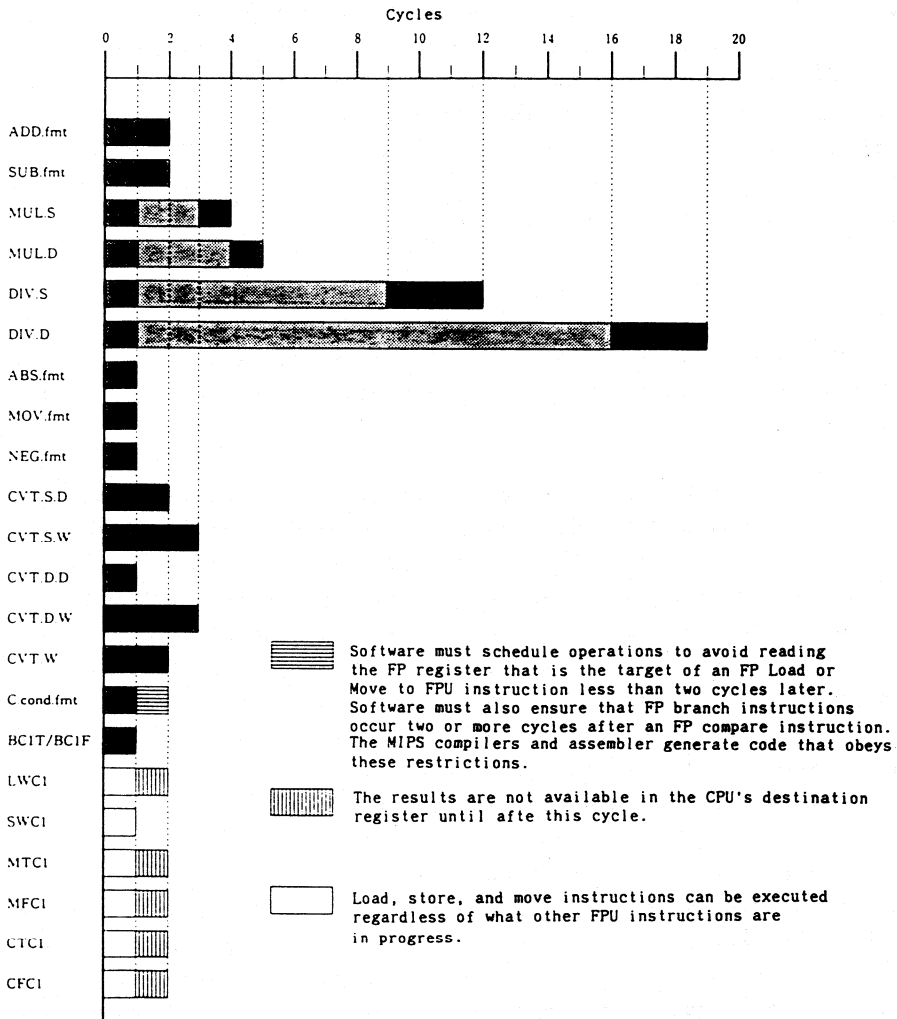 Cycles
0 2 4 6 8 10 12 14 16 18 20
ADD.fmt
SUB.fmt
MUL.S
MUL.D
DIV.S
DIV.D
ABS.fmt
MOV.fmt
NEG.fmt
CVT.S.D
CVT.S.W
CVT.D.D
CVT.D.W
CVT.W
C cond.fmt
BC1T/BC1F
LWC1
SWC1
MTC1
MFC1
CTC1
CFC1
Software must schedule operations to avoid reading
the FP register that is the target of an FP Load or
Move to FPU instruction less than two cycles later.
Software must also ensure that FP branch instructions
occur two or more cycles after an FP compare instruction.
The MIPS compilers and assembler generate code that obeys
these restrictions.
The results are not available in the CPU's destination
register until afte this cycle.
Load, store, and move instructions can be executed
regardless of what other FPU instructions are
in progress.